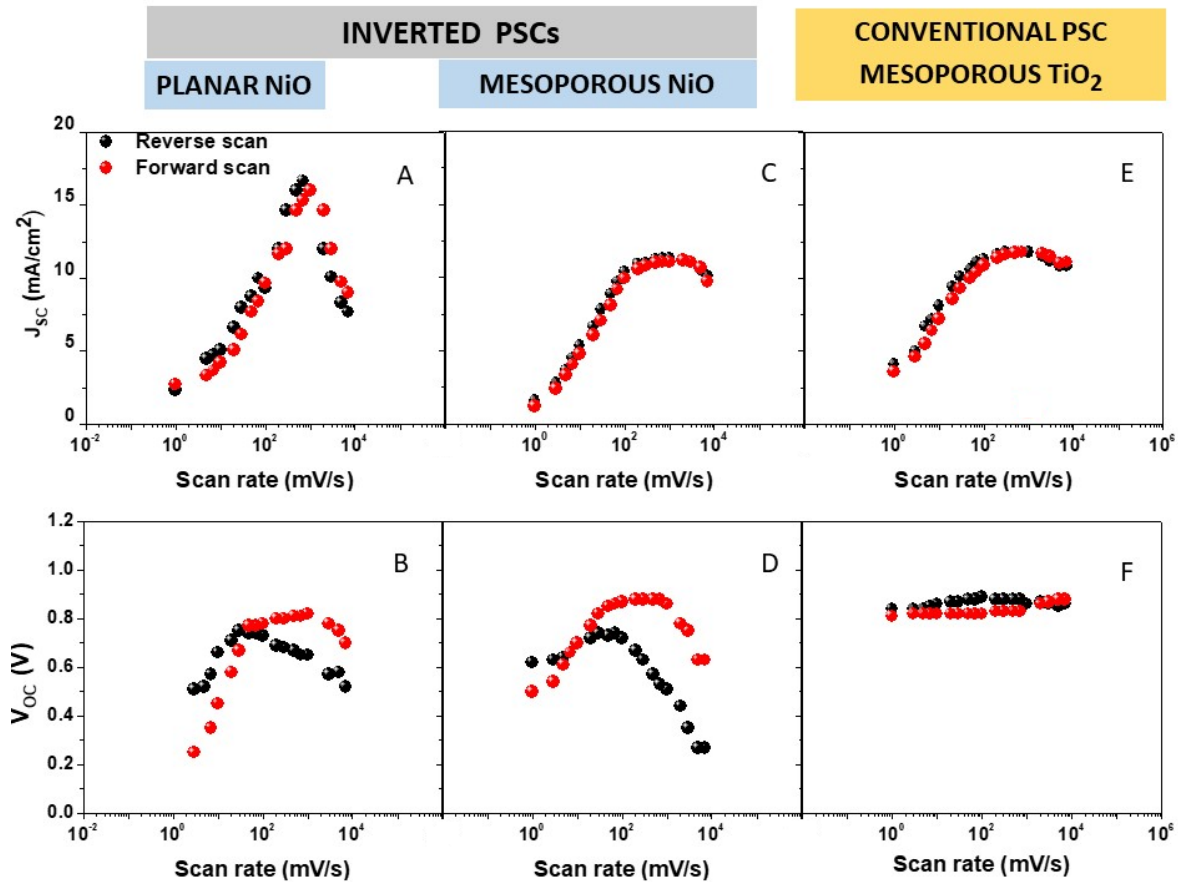 INVERTED PSCs
CONVENTIONAL PSC
MESOPOROUS TiO2
PLANAR NiO
MESOPOROUS NiO
Reverse scan
Forward scan
A
C
E
JSC (mA/cm2)
20
15
10
5
0
10-2 100 102 104
100 102 104
100 102 104 106
Scan rate (mV/s)
Scan rate (mV/s)
Scan rate (mV/s)
B
D
F
VOC (V)
1.2
1.0
0.8
0.6
0.4
0.2
0.0
10-2 100 102 104
100 102 104
100 102 104 106
Scan rate (mV/s)
Scan rate (mV/s)
Scan rate (mV/s)